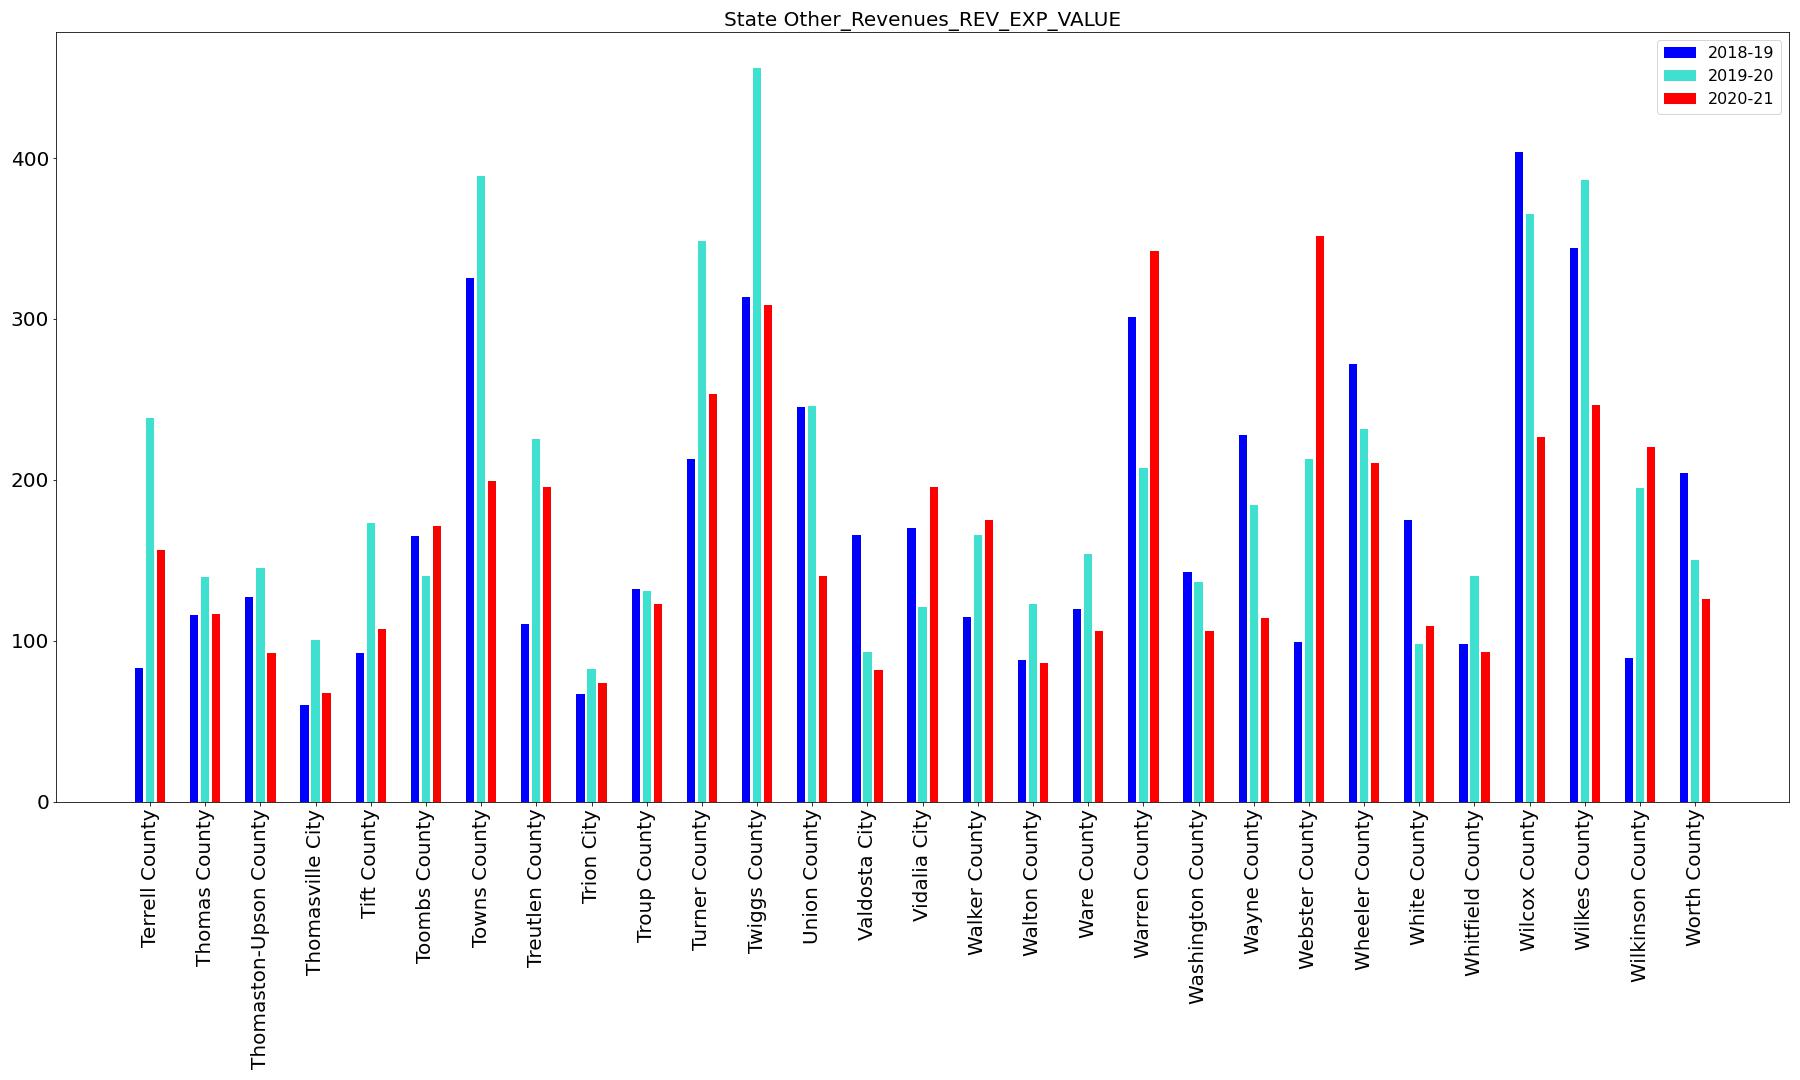 State Other_Revenues_REV_EXP_VALUE
2018-19
2019-20
2020-21
400
300
200
100
0
Terrell County
Thomas County
Thomaston-Upson County
Thomasville City
Tift County
Toombs County
Towns County
Treutlen County
Trion City
Troup County
Turner County
Twiggs County
Union County
Valdosta City
Vidalia City
Walker County
Walton County
Ware County
Warren County
Washington County
Wayne County
Webster County
Wheeler County
White County
Whitfield County
Wilcox County
Wilkes County
Wilkinson County
Worth County